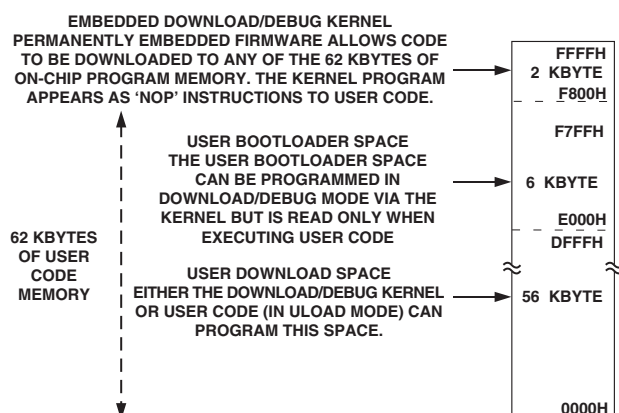 EMBEDDED DOWNLOAD/DEBUG KERNEL
PERMANENTLY EMBEDDED FIRMWARE ALLOWS CODE
TO BE DOWNLOADED TO ANY OF THE 62 KBYTES OF
ON-CHIP PROGRAM MEMORY. THE KERNEL PROGRAM
APPEARS AS ‘NOP’ INSTRUCTIONS TO USER CODE.
FFFFH
2 KBYTE
F800H
F7FFH
USER BOOTLOADER SPACE
THE USER BOOTLOADER SPACE
CAN BE PROGRAMMED IN
DOWNLOAD/DEBUG MODE VIA THE
KERNEL BUT IS READ ONLY WHEN
EXECUTING USER CODE
6 KBYTE
E000H
DFFFH
62 KBYTES
OF USER
CODE
MEMORY
USER DOWNLOAD SPACE
EITHER THE DOWNLOAD/DEBUG KERNEL
OR USER CODE (IN ULOAD MODE) CAN
PROGRAM THIS SPACE.
56 KBYTE
0000H